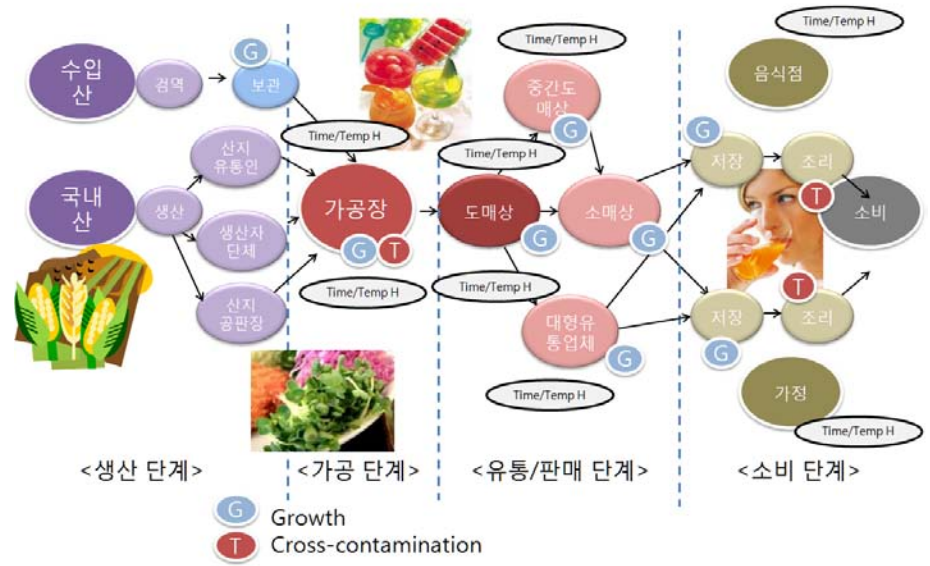 Time/Temp H
Time/Temp H
G
수입
산
검역
보관
음식점
중간도
매상
G
Time/Temp H
산지
유통인
Time/Temp H
G
저장
조리
국내
산
생산
가공장
도매상
소매상
T
소비
생산자
단체
G
T
G
G
Time/Temp H
Time/Temp H
T
산지
공판장
대형유
통업체
G
저장
G
조리
Time/Temp H
가정
Time/Temp H
<생산 단계>
<가공 단계>
<유통/판매 단계>
<소비 단계>
G
Growth
T
Cross-contamination